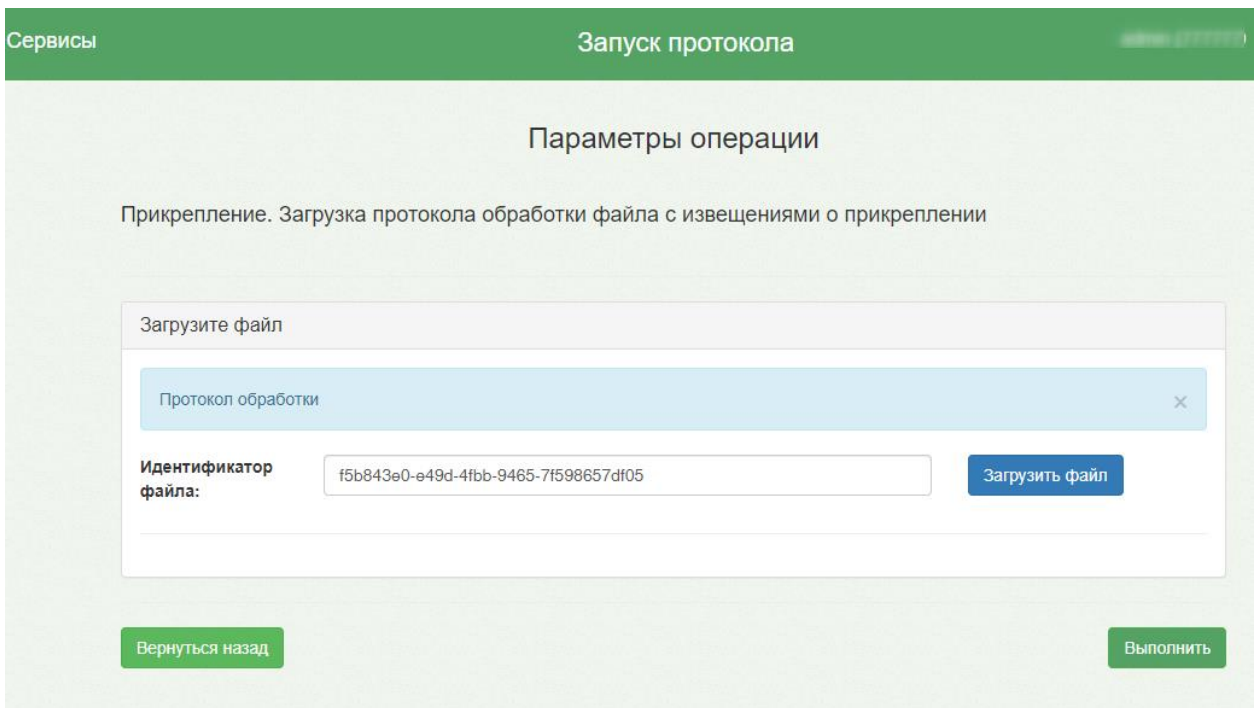 Сервисы
Запуск протокола
Параметры операции
Прикрепление. Загрузка протокола обработки файла с извещениями о прикреплении
Загрузите файл
Протокол обработки
×
Идентификатор
файла:
f5b843e0-e49d-4fbb-9465-7f598657df05
Загрузить файл
Вернуться назад
Выполнить